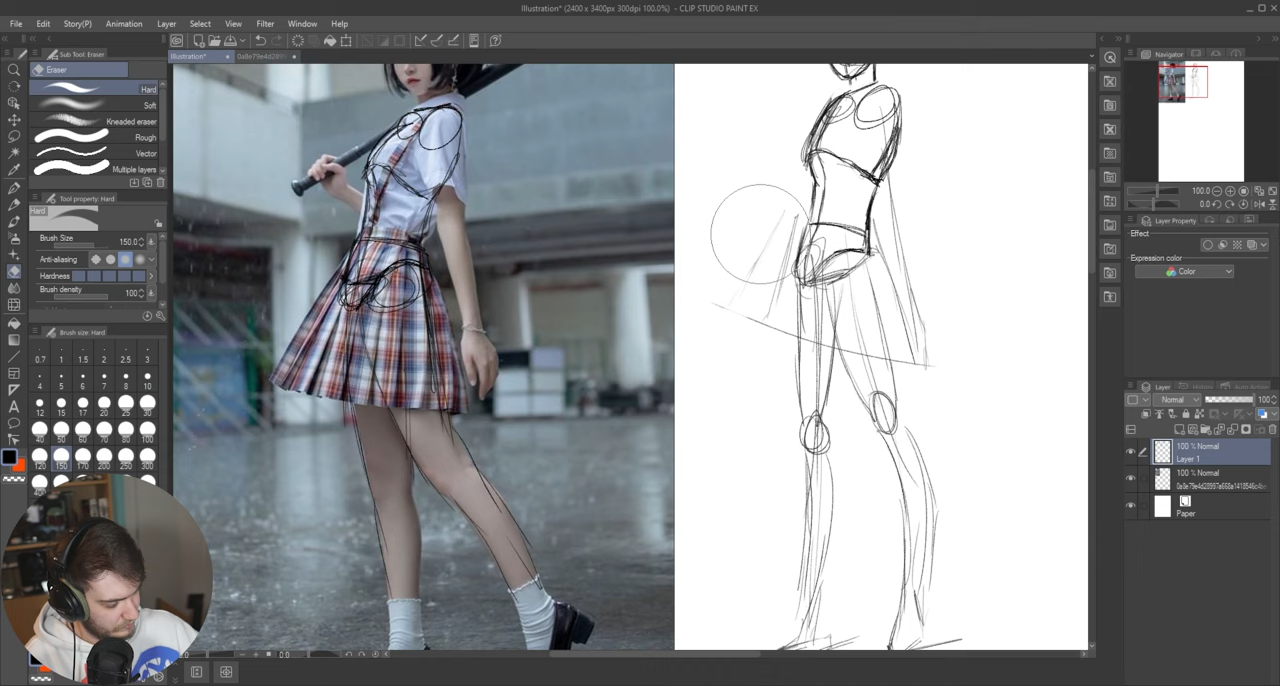 Illustration* (2400 x 3400px 300dpi 100.0%) - CLIP STUDIO PAINT EX
File Edit Story(P) Animation Layer Select View Filter Window Help
Sub Tool: Eraser
Illustration*
Navigator
Eraser
Hard
Soft
Kneaded eraser
Rough
Vector
Multiple layers
Tool property: Hard
Hard
Brush Size 150.0
Anti-aliasing
Hardness
Brush density 100
Brush size: Hard
0.7 1 1.5 2 2.5 3
4 5 6 7 8 10
12 15 17 20 25 30
40 50 60 70 80 100
120 150 170 200 250 300
100.0
0.0
Layer Property
Effect
Expression color
Color
Layer
Normal 100
100 % Normal
Layer 1
100 % Normal
Paper
0.0